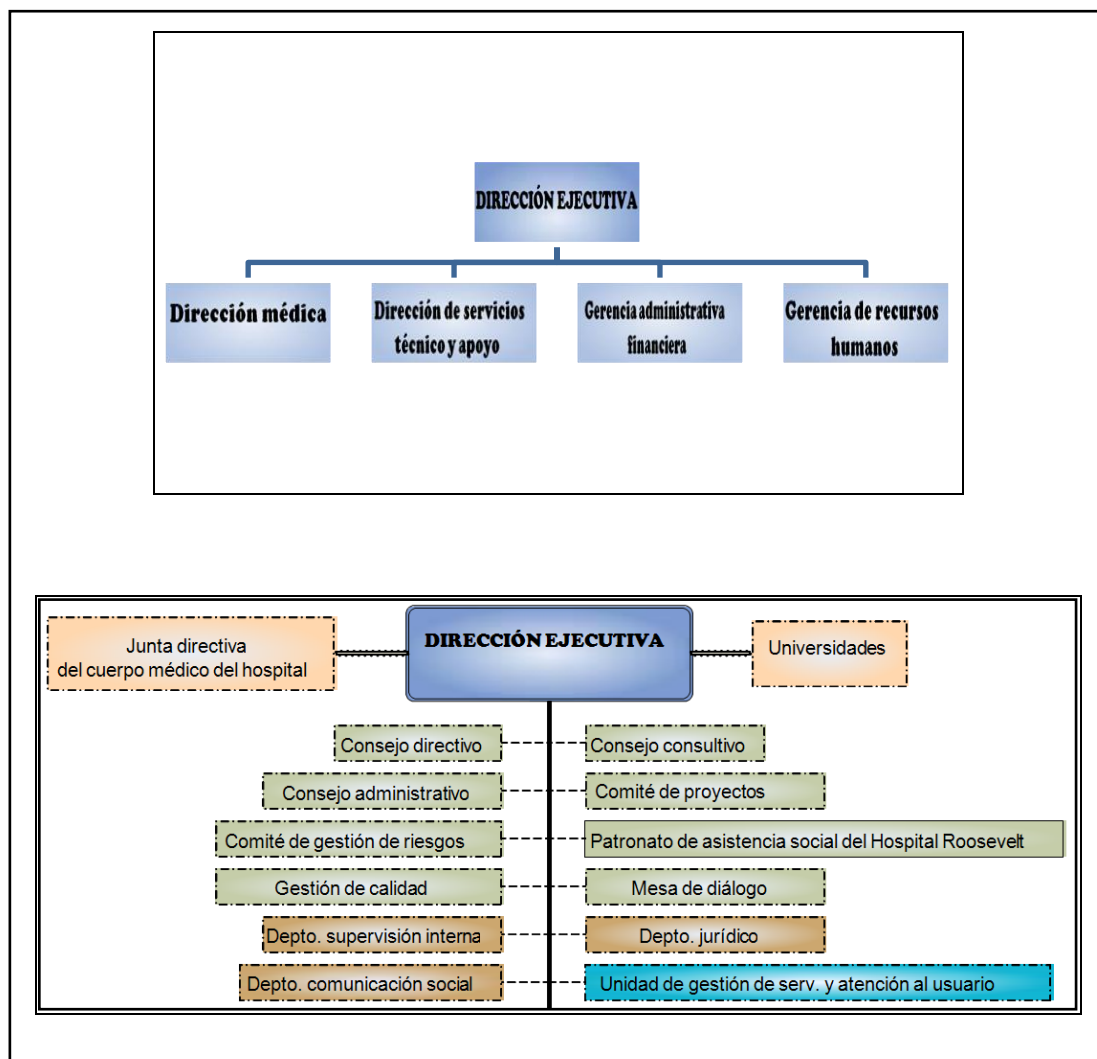 DIRECCIÓN EJECUTIVA
Dirección médica
Dirección de servicios
técnico y apoyo
Gerencia administrativa
financiera
Gerencia de recursos
humanos
Junta directiva
del cuerpo médico del hospital
DIRECCIÓN EJECUTIVA
Universidades
Consejo directivo
Consejo consultivo
Consejo administrativo
Comité de proyectos
Comité de gestión de riesgos
Patronato de asistencia social del Hospital Roosevelt
Gestión de calidad
Mesa de diálogo
Depto. supervisión interna
Depto. jurídico
Depto. comunicación social
Unidad de gestión de serv. y atención al usuario